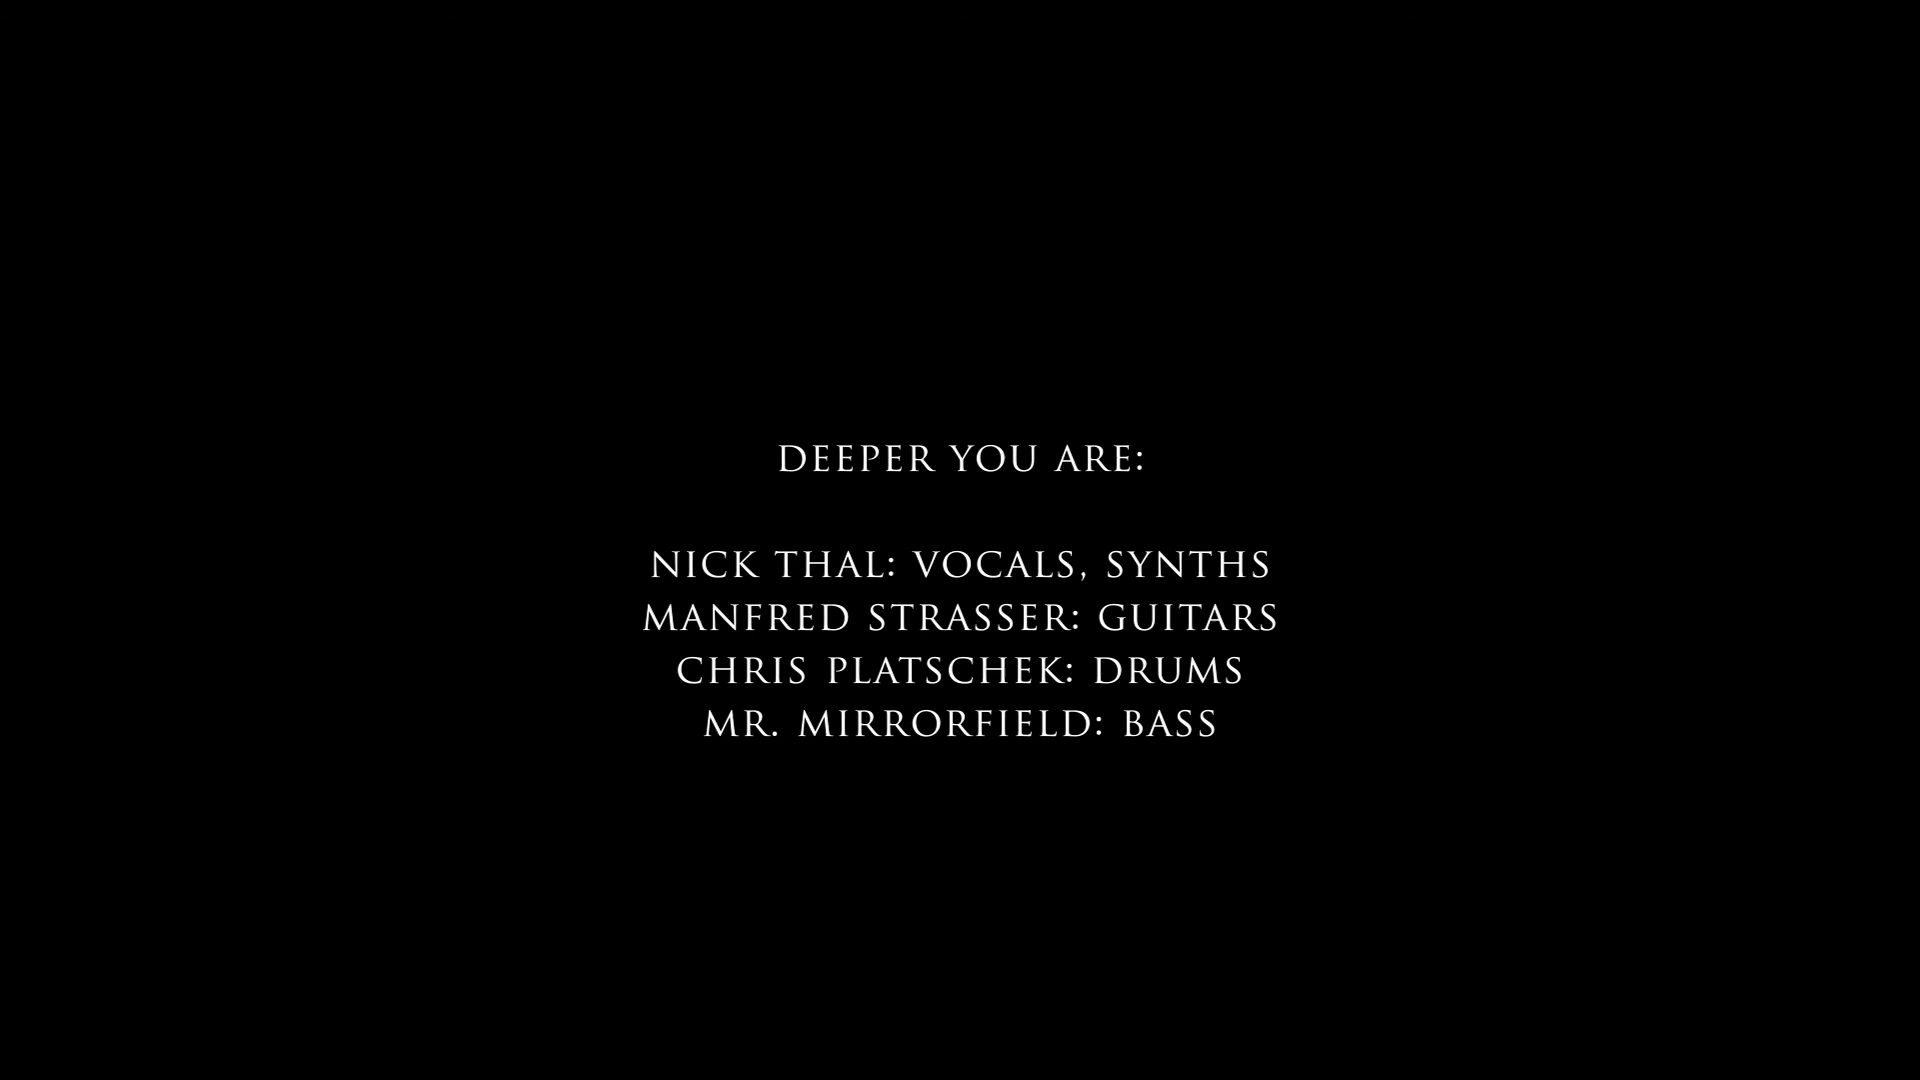 DEEPER YOU ARE:
NICK THAL: VOCALS, SYNTHS
MANFRED STRASSER: GUITARS
CHRIS PLATSCHEK: DRUMS
MR. MIRRORFIELD: BASS